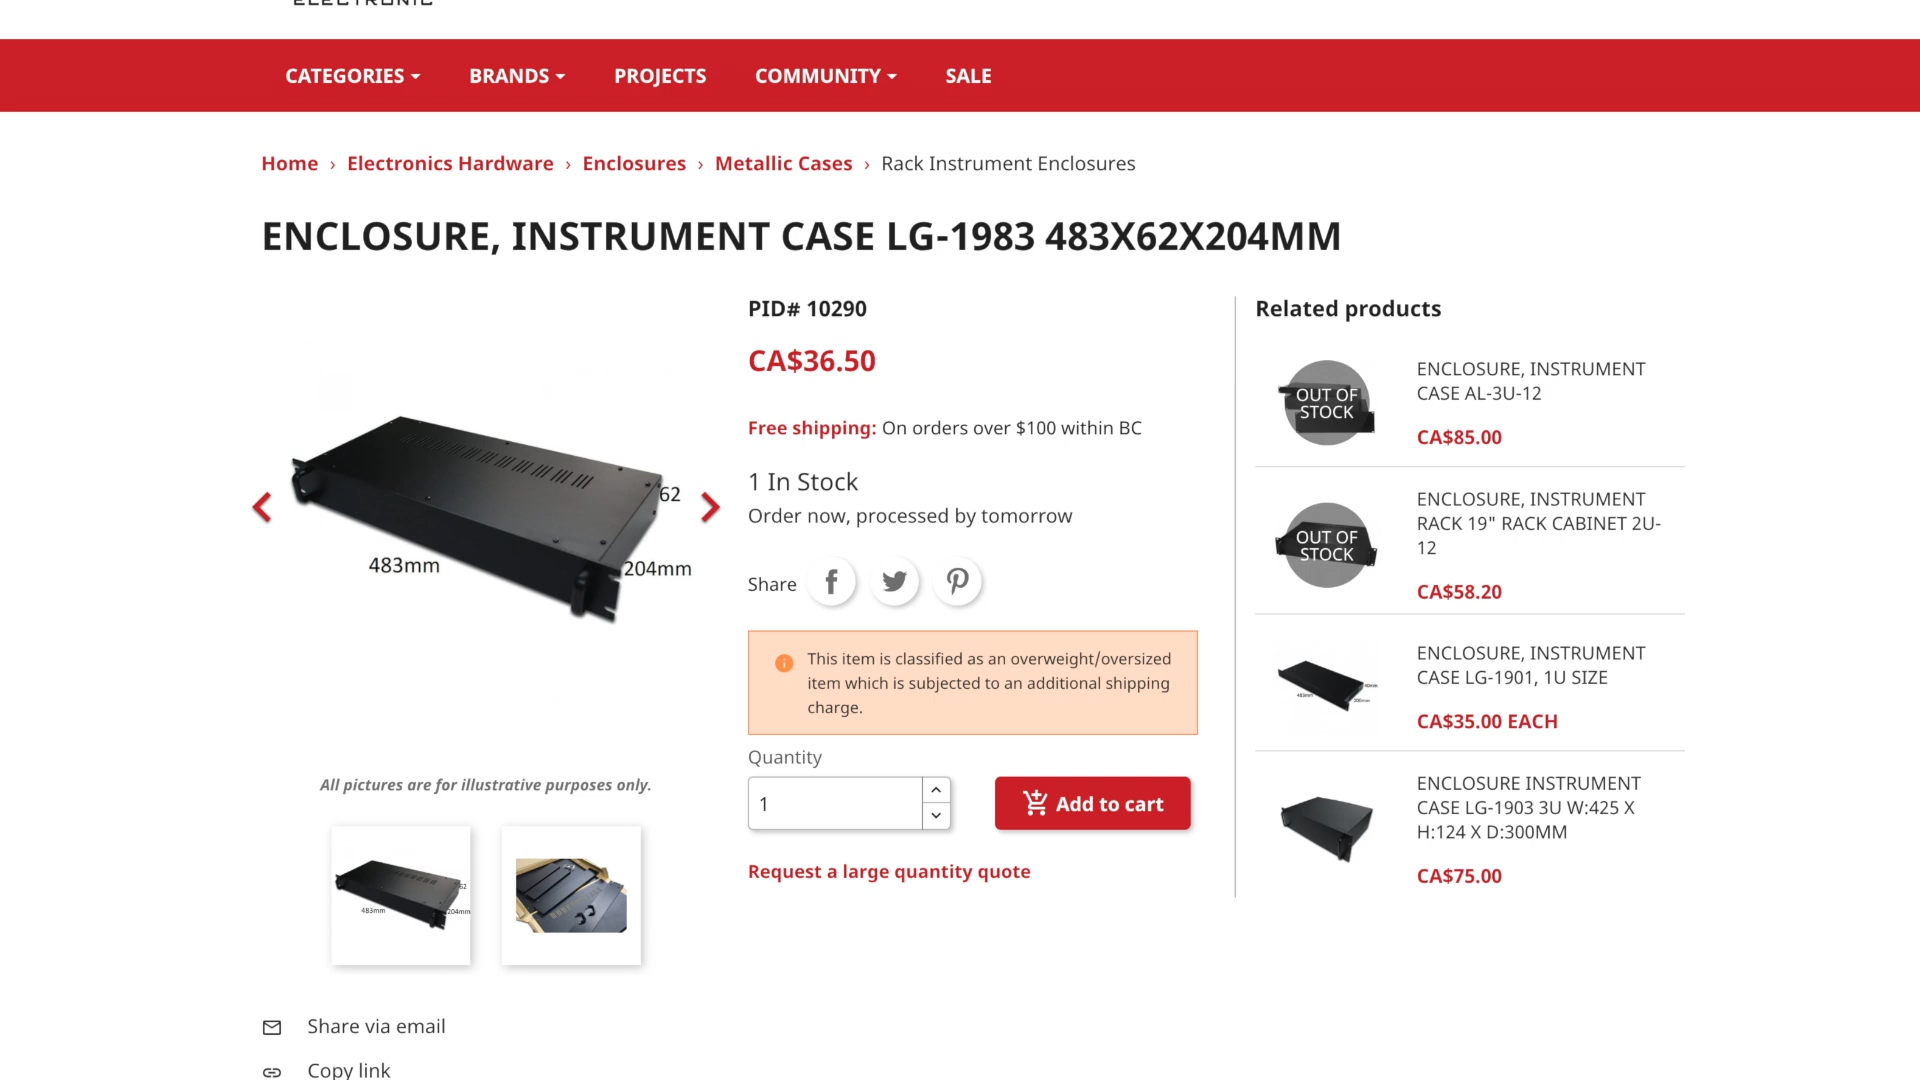 ELECTRONIC
CATEGORIES
BRANDS
PROJECTS
COMMUNITY
SALE
Home › Electronics Hardware › Enclosures › Metallic Cases › Rack Instrument Enclosures
ENCLOSURE, INSTRUMENT CASE LG-1983 483X62X204MM
62
483mm
204mm
All pictures are for illustrative purposes only.
62
483mm
204mm
Share via email
Copy link
PID# 10290
CA$36.50
Free shipping: On orders over $100 within BC
1 In Stock
Order now, processed by tomorrow
Share
This item is classified as an overweight/oversized
item which is subjected to an additional shipping
charge.
Quantity
1
Add to cart
Request a large quantity quote
Related products
OUT OF
STOCK
ENCLOSURE, INSTRUMENT
CASE AL-3U-12
CA$85.00
OUT OF
STOCK
ENCLOSURE, INSTRUMENT
RACK 19" RACK CABINET 2U-
12
CA$58.20
483mm
ENCLOSURE, INSTRUMENT
CASE LG-1901, 1U SIZE
CA$35.00 EACH
ENCLOSURE INSTRUMENT
CASE LG-1903 3U W:425 X
H:124 X D:300MM
CA$75.00